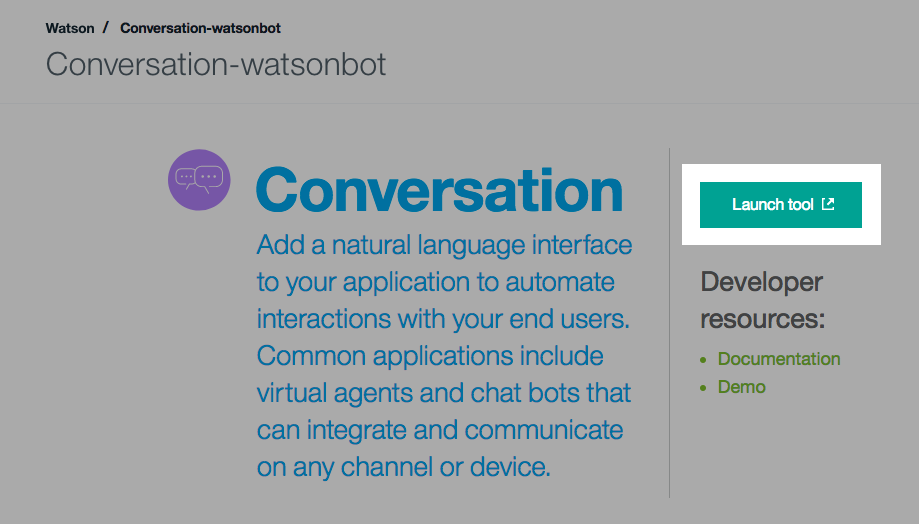 Watson / Conversation-watsonbot
Conversation-watsonbot
Conversation
Add a natural language interface
to your application to automate
interactions with your end users.
Common applications include
virtual agents and chat bots that
can integrate and communicate
on any channel or device.
Launch tool
Developer
resources:
• Documentation
• Demo